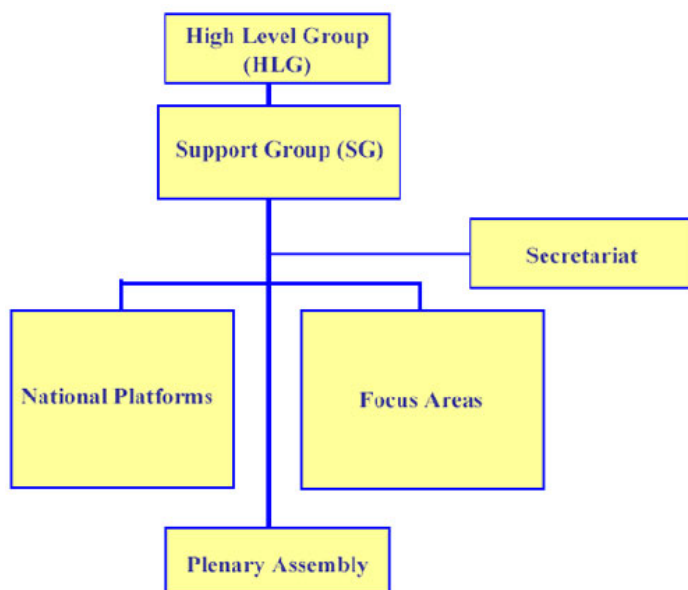 High Level Group
(HLG)
Support Group (SG)
Secretariat
National Platforms
Focus Areas
Plenary Assembly